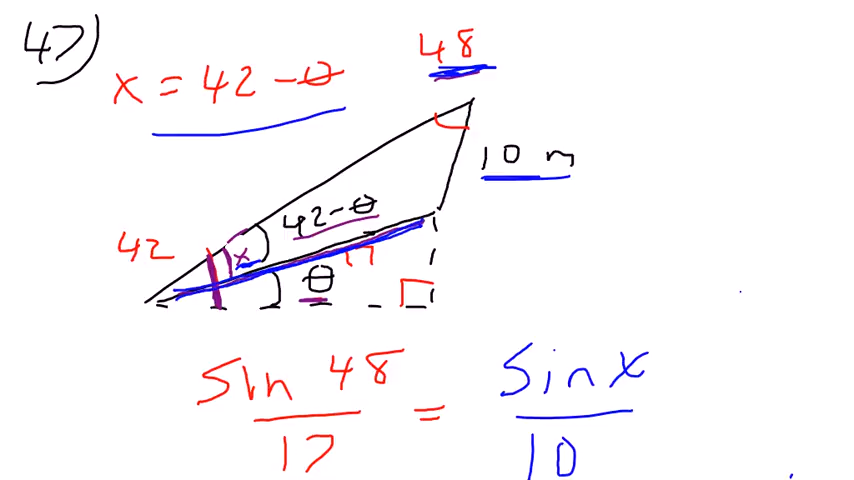 47)
x = 42 - θ
48
10 m
42 - θ
42
x
17
θ
sin 48 / 17 = sin x / 10